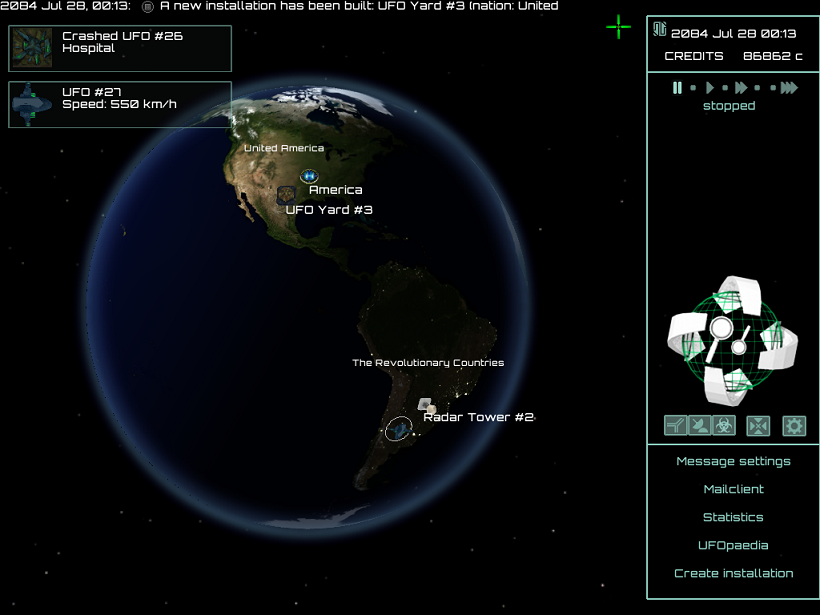 2084 Jul 28, 00:13: A new installation has been built: UFO Yard #3 (nation: United
Crashed UFO #26
Hospital
UFO #27
Speed: 550 km/h
2084 Jul 28 00:13
CREDITS 86862 c
stopped
United America
America
UFO Yard #3
The Revolutionary Countries
Radar Tower #2
Message settings
Mailclient
Statistics
UFOpaedia
Create installation